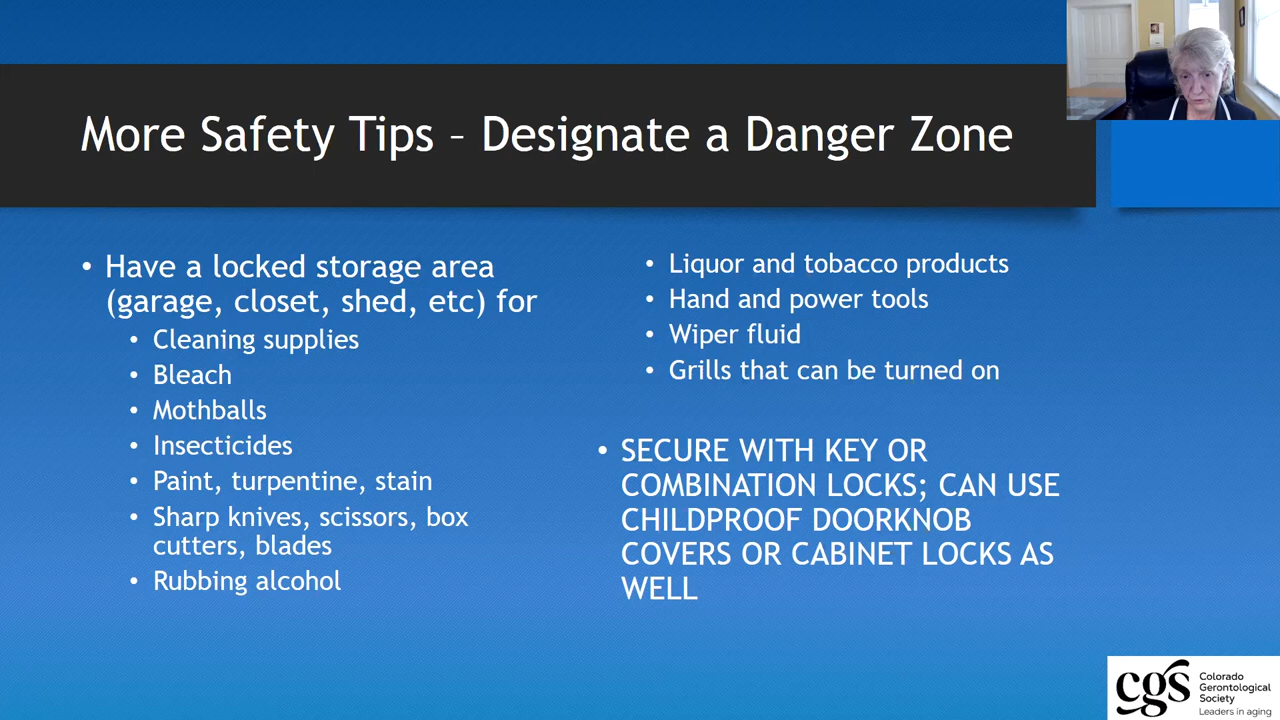 More Safety Tips – Designate a Danger Zone
• Have a locked storage area
(garage, closet, shed, etc) for
• Cleaning supplies
• Bleach
• Mothballs
• Insecticides
• Paint, turpentine, stain
• Sharp knives, scissors, box
cutters, blades
• Rubbing alcohol
• Liquor and tobacco products
• Hand and power tools
• Wiper fluid
• Grills that can be turned on
• SECURE WITH KEY OR
COMBINATION LOCKS; CAN USE
CHILDPROOF DOORKNOB
COVERS OR CABINET LOCKS AS
WELL
cgs
Colorado
Gerontological
Society
Leaders in aging